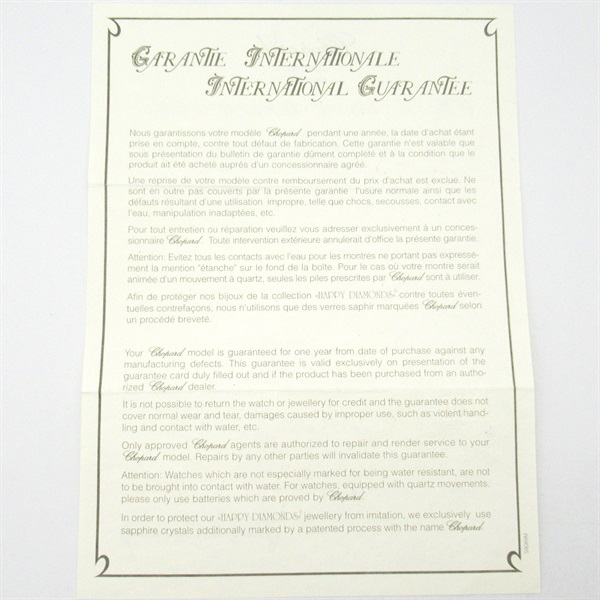 GARANTIE INTERNATIONALE
INTERNATIONAL GUARANTEE
Nous garantissons votre modèle Chopard pendant une année, la date d'achat étant
prise en compte, contre tout défaut de fabrication. Cette garantie n'est valable que
sous présentation du bulletin de garantie dûment complété et à la condition que le
produit ait été acheté auprès d'un concessionnaire agréé.
Une reprise de votre modèle contre remboursement du prix d'achat est exclue. Ne
sont en outre pas couverts par la présente garantie l'usure normale ainsi que les
défauts résultant d'une utilisation impropre, telle que chocs, secousses, contact avec
l'eau, manipulation inadaptées, etc.
Pour tout entretien ou réparation veuillez vous adresser exclusivement à un conces-
sionnaire Chopard. Toute intervention extérieure annulerait d'office la présente garantie.
Attention: Evitez tous les contacts avec l'eau pour les montres ne portant pas expressé-
ment la mention "étanche" sur le fond de la boîte. Pour le cas où votre montre serait
animée d'un mouvement à quartz, seules les piles prescrites par Chopard sont à utiliser.
Afin de protéger nos bijoux de la collection «HAPPY DIAMONDS» contre toutes éven-
tuelles contrefaçons, nous n'utilisons que des verres saphir marquées Chopard selon
un procédé breveté.
Your Chopard model is guaranteed for one year from date of purchase against any
manufacturing defects. This guarantee is valid exclusively on presentation of the
guarantee card duly filled out and if the product has been purchased from an autho-
rized Chopard dealer.
It is not possible to return the watch or jewellery for credit and the guarantee does not
cover normal wear and tear, damages caused by improper use, such as violent hand-
ling and contact with water, etc.
Only approved Chopard agents are authorized to repair and render service to your
Chopard model. Repairs by any other parties will invalidate this guarantee.
Attention: Watches which are not especially marked for being water resistant, are not
to be brought into contact with water. For watches, equipped with quartz movements,
please only use batteries which are proved by Chopard.
In order to protect our «HAPPY DIAMONDS» jewellery from imitation, we exclusively use
sapphire crystals additionally marked by a patented process with the name Chopard.